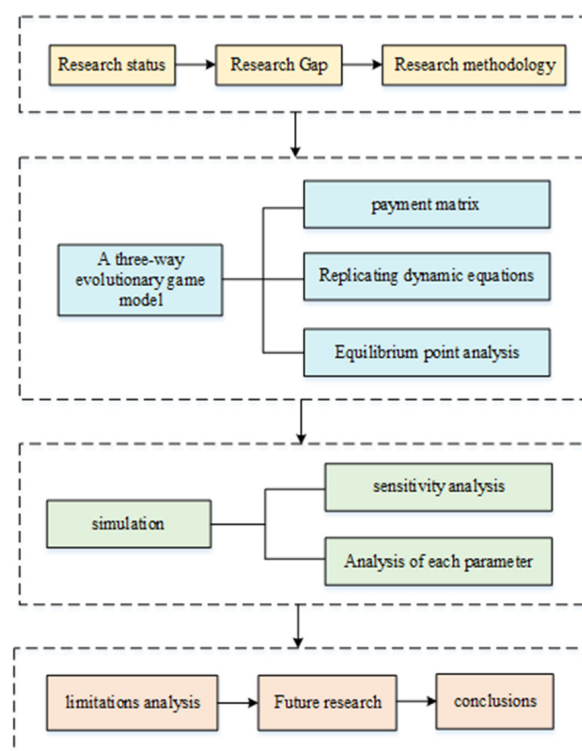 Research status
Research Gap
Research methodology
payment matrix
A three-way
evolutionary game
model
Replicating dynamic equations
Equilibrium point analysis
sensitivity analysis
simulation
Analysis of each parameter
limitations analysis
Future research
conclusions